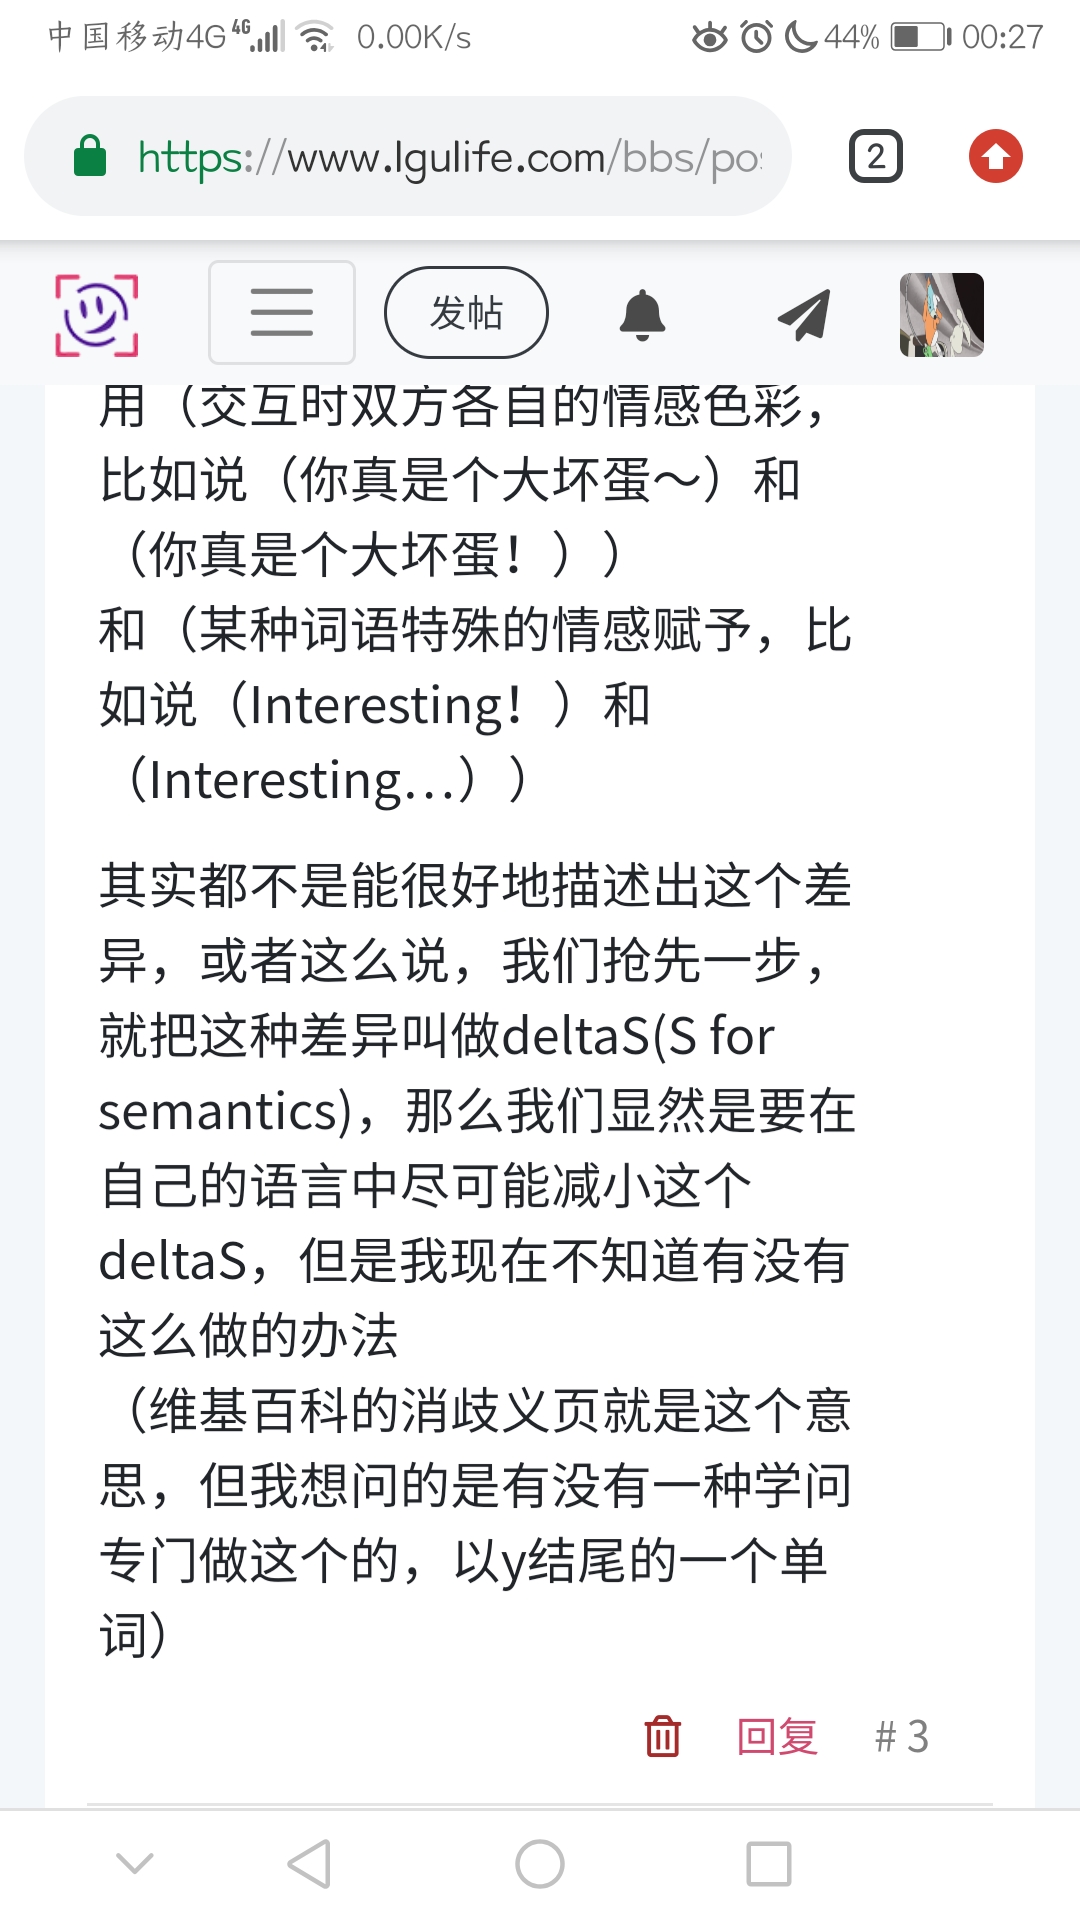 中国移动4G 4G 0.00K/s 44% 00:27
https://www.lgulife.com/bbs/po
2
发帖
用（交互时双方各自的情感色彩，
比如说（你真是个大坏蛋～）和
（你真是个大坏蛋！））
和（某种词语特殊的情感赋予，比
如说（Interesting！）和
（Interesting…））
其实都不是能很好地描述出这个差
异，或者这么说，我们抢先一步，
就把这种差异叫做deltaS(S for
semantics)，那么我们显然是要在
自己的语言中尽可能减小这个
deltaS，但是我现在不知道有没有
这么做的办法
（维基百科的消歧义页就是这个意
思，但我想问的是有没有一种学问
专门做这个的，以y结尾的一个单
词）
回复 # 3